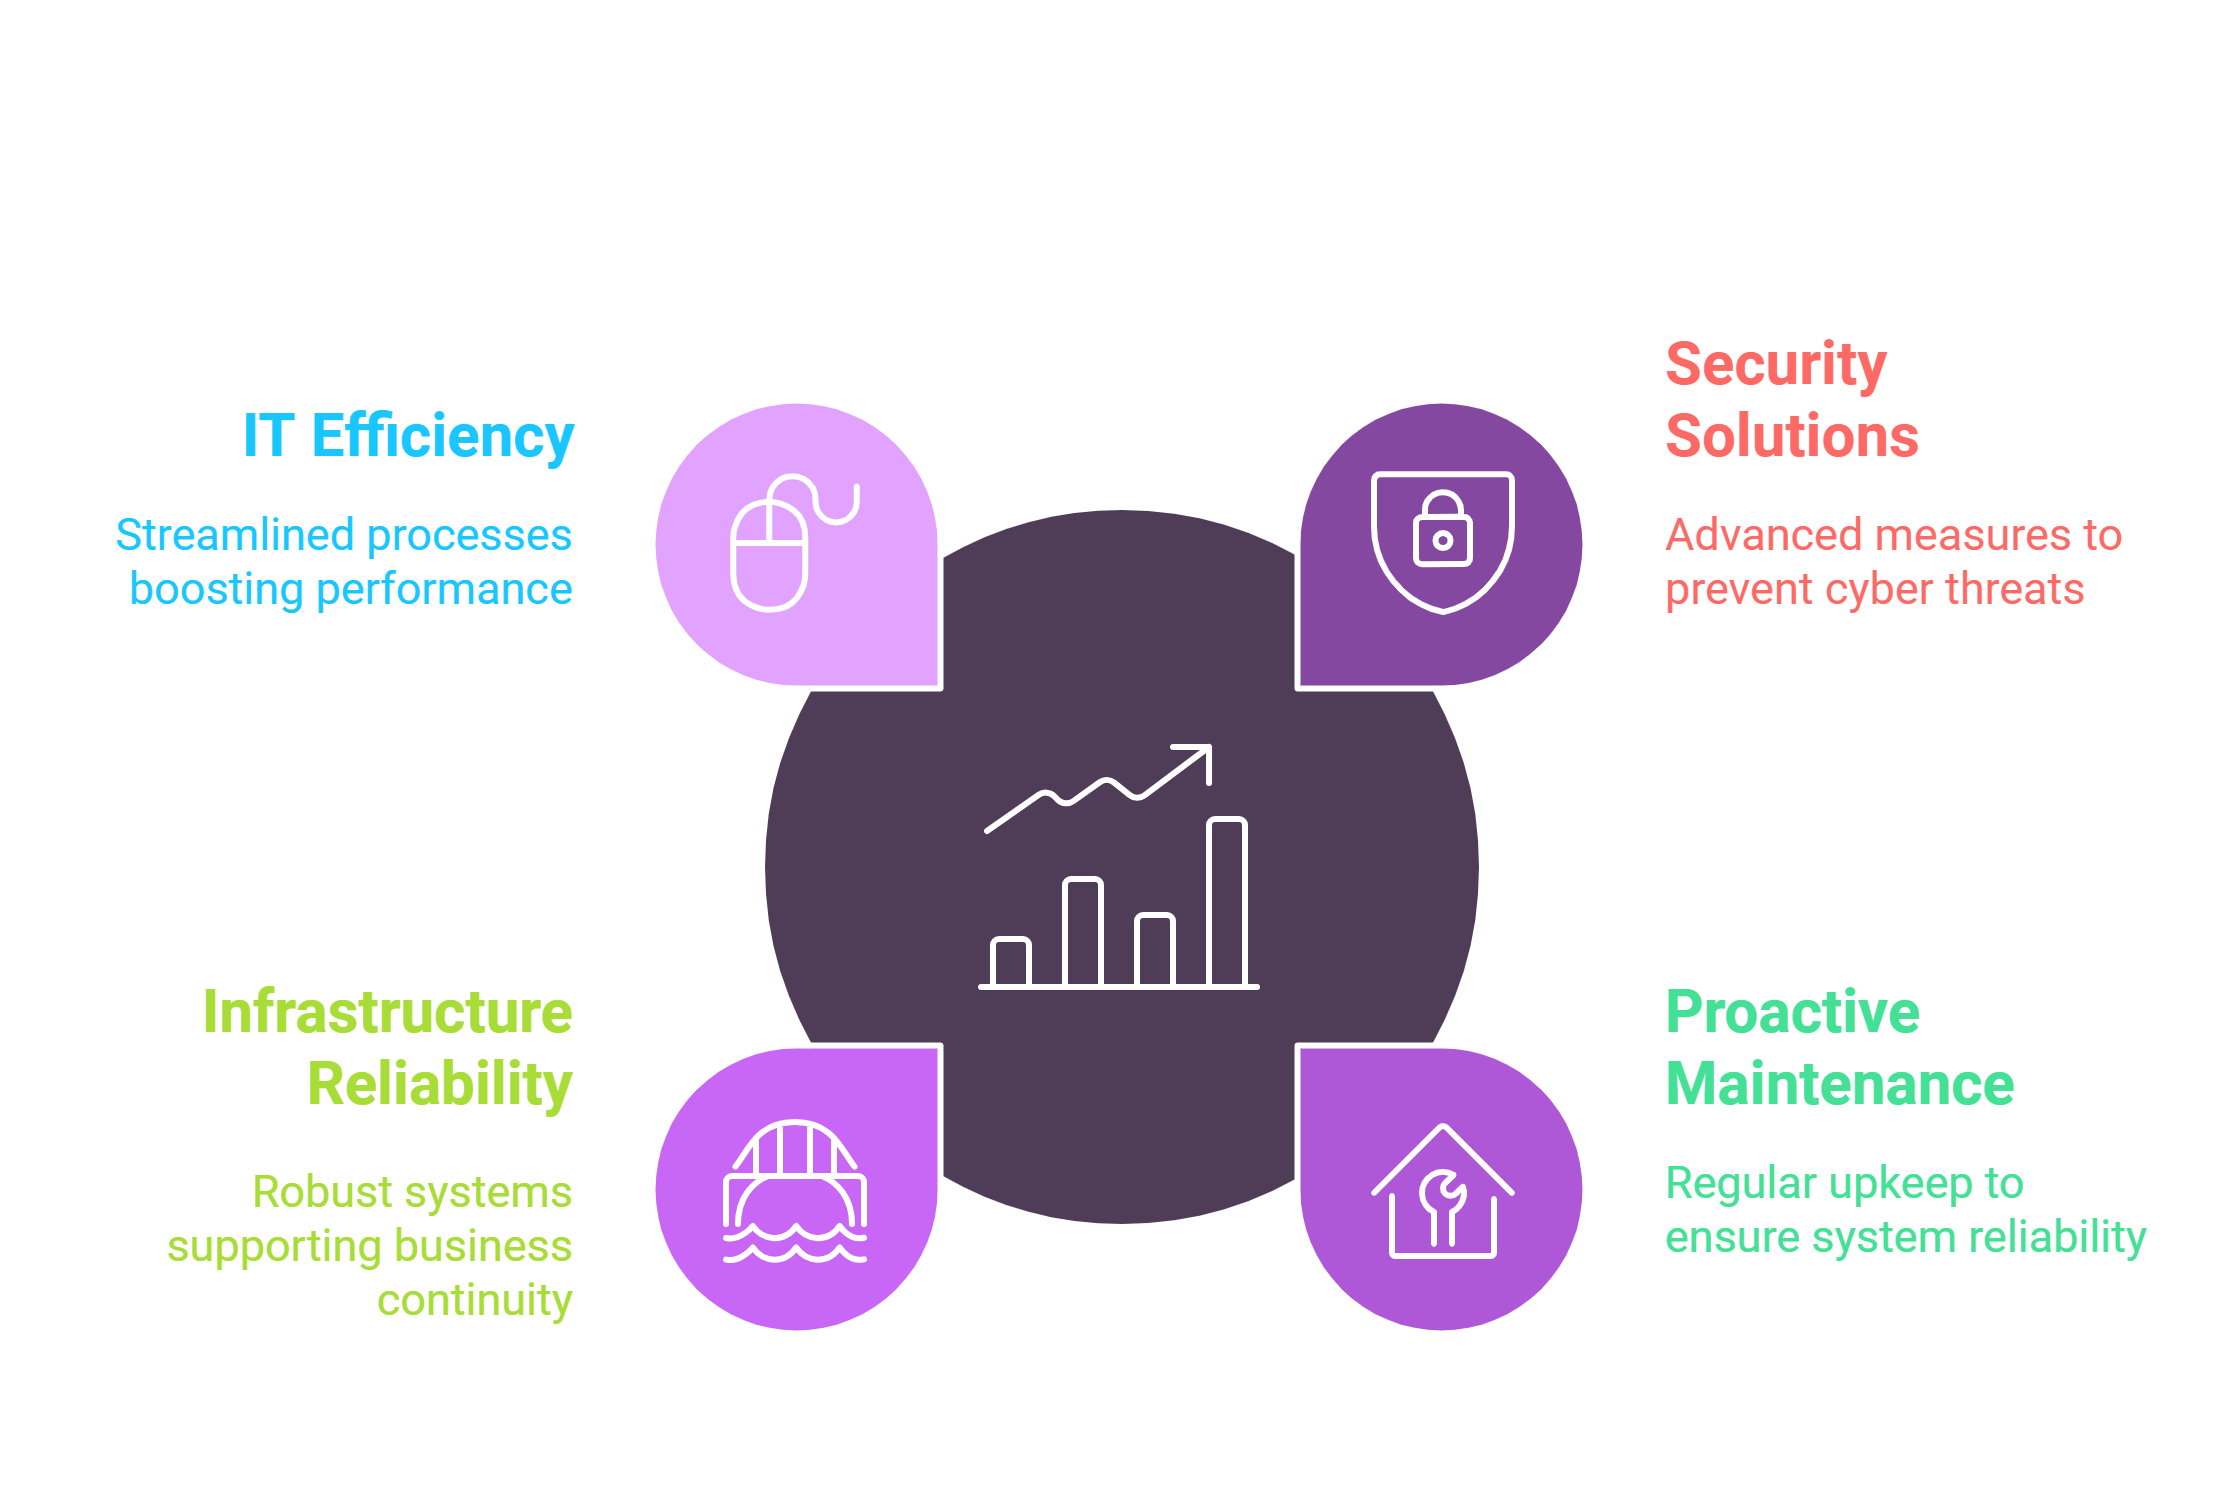 IT Efficiency
Streamlined processes
boosting performance
Security
Solutions
Advanced measures to
prevent cyber threats
Infrastructure
Reliability
Robust systems
supporting business
continuity
Proactive
Maintenance
Regular upkeep to
ensure system reliability